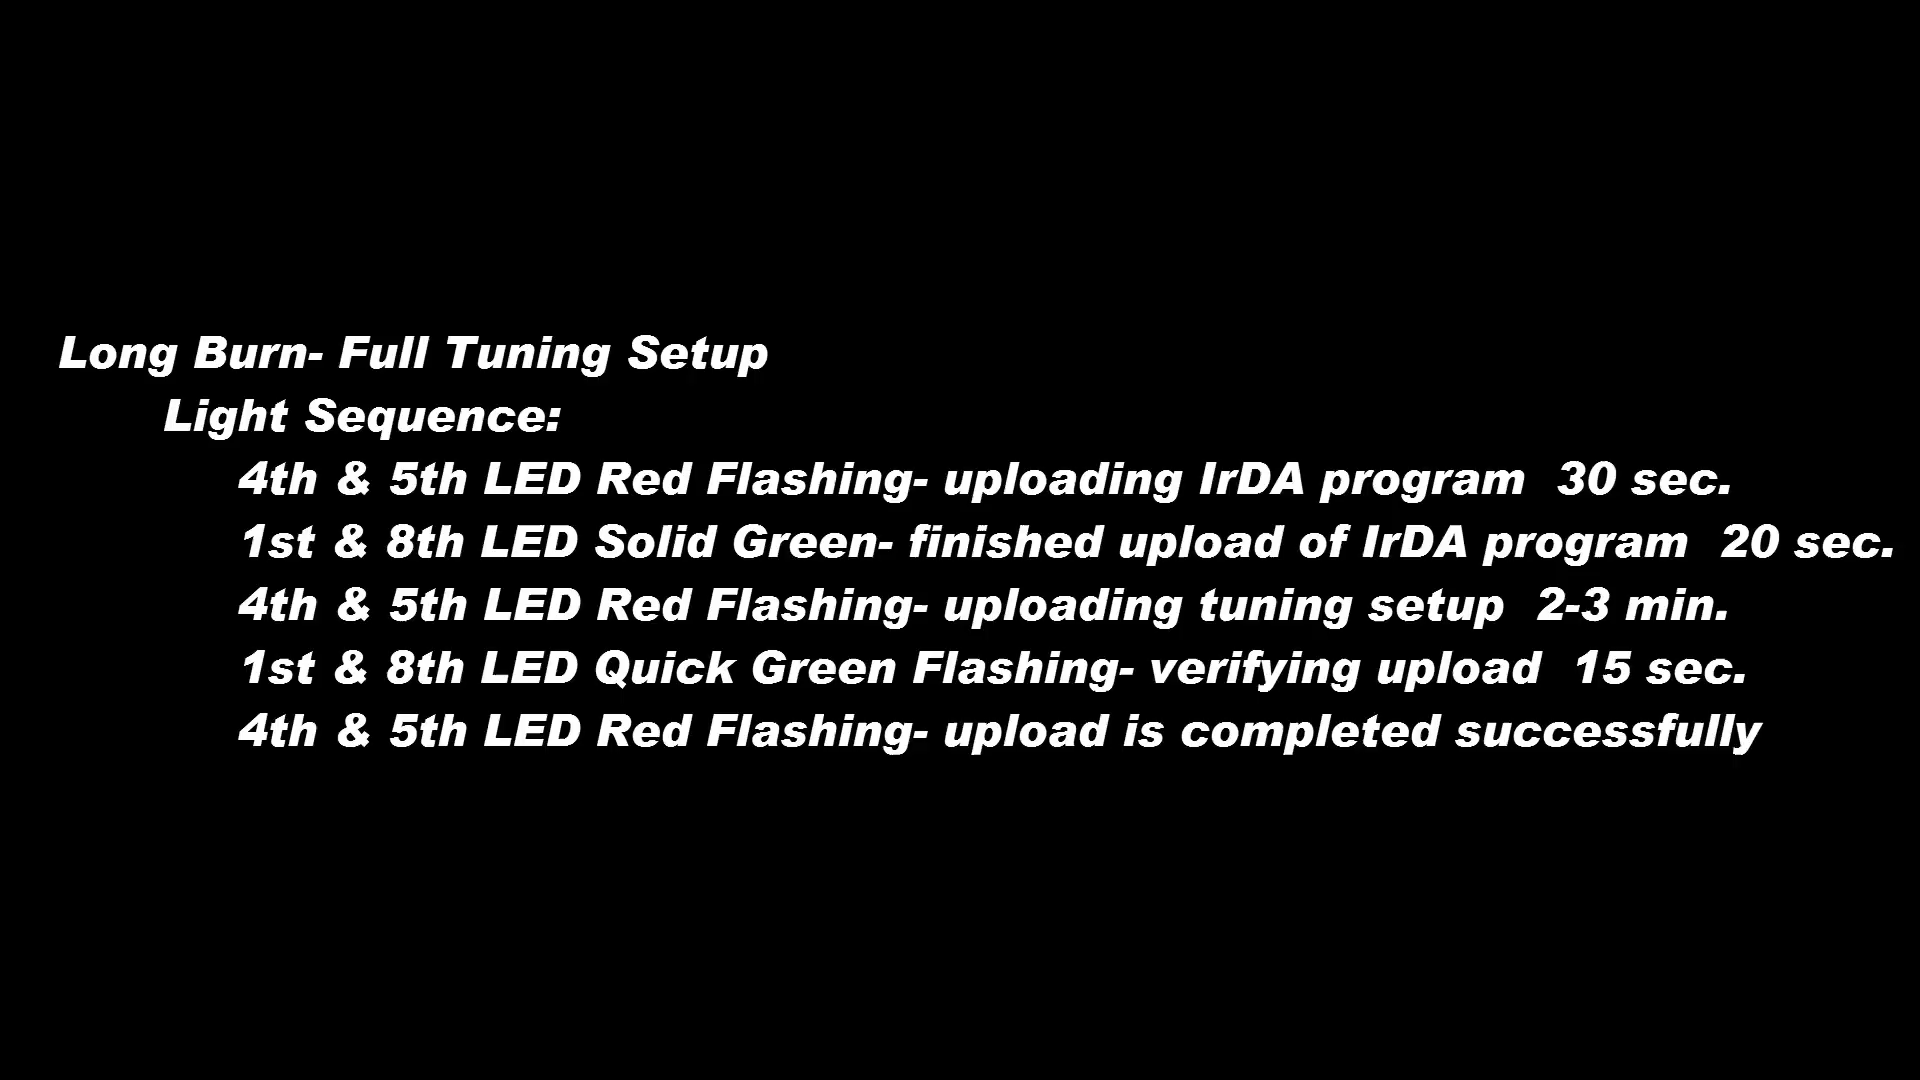 Long Burn- Full Tuning Setup
Light Sequence:
4th & 5th LED Red Flashing- uploading IrDA program  30 sec.
1st & 8th LED Solid Green- finished upload of IrDA program  20 sec.
4th & 5th LED Red Flashing- uploading tuning setup  2-3 min.
1st & 8th LED Quick Green Flashing- verifying upload  15 sec.
4th & 5th LED Red Flashing- upload is completed successfully